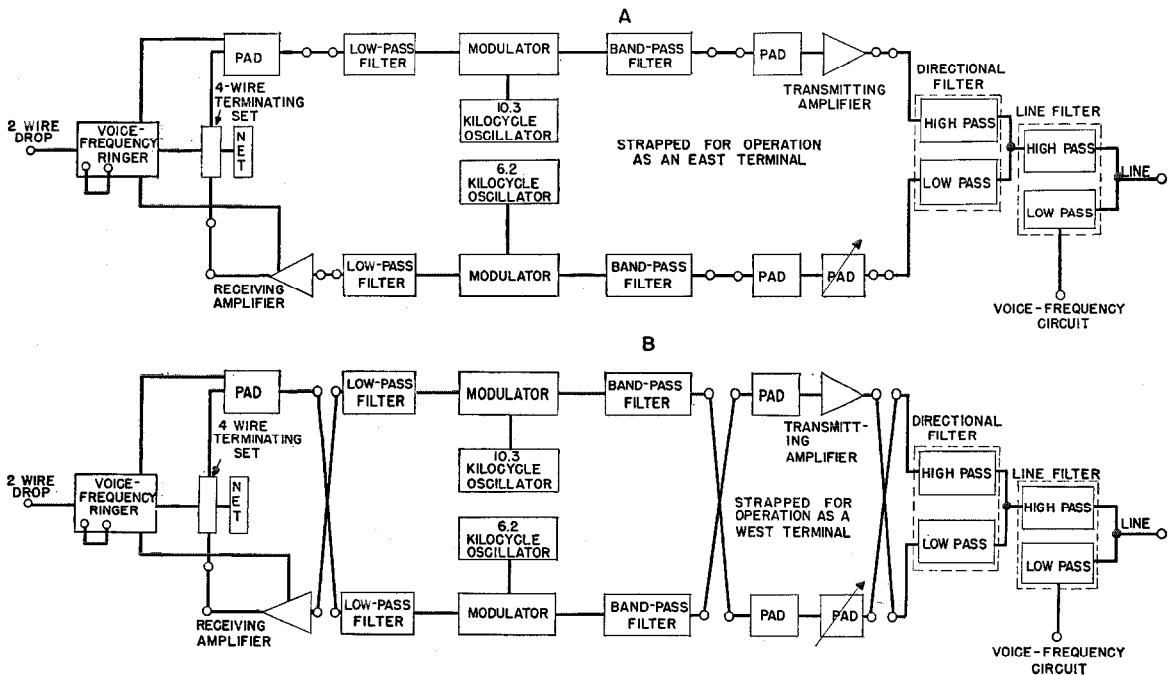 A
PAD
LOW-PASS
FILTER
MODULATOR
BAND-PASS
FILTER
PAD
TRANSMITTING
AMPLIFIER
DIRECTIONAL
FILTER
4-WIRE
TERMINATING
SET
10.3
KILOCYCLE
OSCILLATOR
LINE FILTER
2 WIRE
DROP
VOICE-
FREQUENCY
RINGER
NET
HIGH PASS
HIGH PASS
STRAPPED FOR OPERATION
AS AN EAST TERMINAL
6.2
KILOCYCLE
OSCILLATOR
LOW PASS
LINE
LOW PASS
RECEIVING
AMPLIFIER
LOW-PASS
FILTER
MODULATOR
BAND-PASS
FILTER
PAD
PAD
VOICE-FREQUENCY
CIRCUIT
B
PAD
LOW-PASS
FILTER
MODULATOR
BAND-PASS
FILTER
PAD
TRANSMITT-
ING
AMPLIFIER
DIRECTIONAL
FILTER
4 WIRE
TERMINATING
SET
10.3
KILOCYCLE
OSCILLATOR
LINE FILTER
2 WIRE
DROP
VOICE-
FREQUENCY
RINGER
NET
HIGH PASS
HIGH PASS
STRAPPED FOR
OPERATION AS A
WEST TERMINAL
6.2
KILOCYCLE
OSCILLATOR
LOW PASS
LINE
LOW PASS
RECEIVING
AMPLIFIER
LOW-PASS
FILTER
MODULATOR
BAND-PASS
FILTER
PAD
PAD
VOICE-FREQUENCY
CIRCUIT